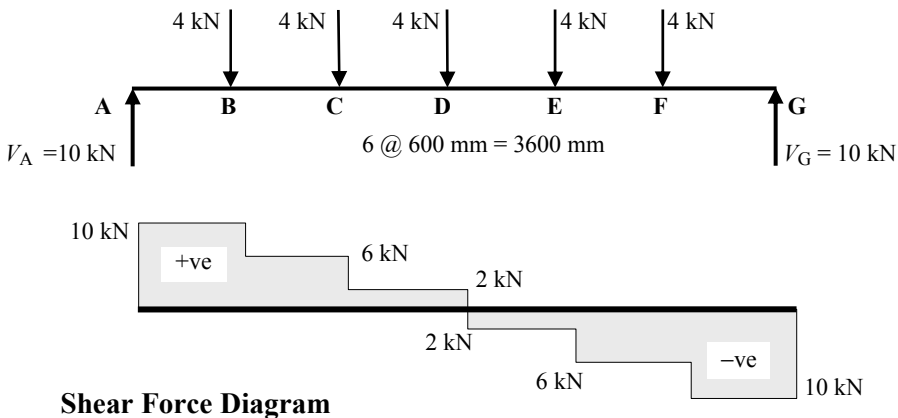 4 kN 4 kN 4 kN 4 kN 4 kN
A B C D E F G
V_A =10 kN 6 @ 600 mm = 3600 mm V_G = 10 kN
10 kN
+ve 6 kN
2 kN
2 kN
6 kN −ve
10 kN
Shear Force Diagram